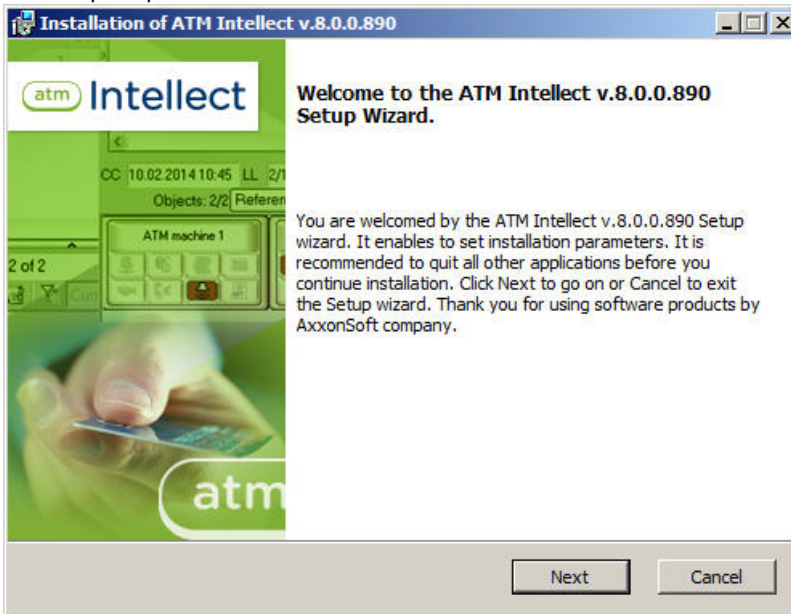 Installation of ATM Intellect v.8.0.0.890
atm Intellect
Welcome to the ATM Intellect v.8.0.0.890
Setup Wizard.
CC 10.02.2014 10:45 LL
Objects: 2/2
ATM machine 1
2 of 2
You are welcomed by the ATM Intellect v.8.0.0.890 Setup
wizard. It enables to set installation parameters. It is
recommended to quit all other applications before you
continue installation. Click Next to go on or Cancel to exit
the Setup wizard. Thank you for using software products by
AxxonSoft company.
atm
Next Cancel